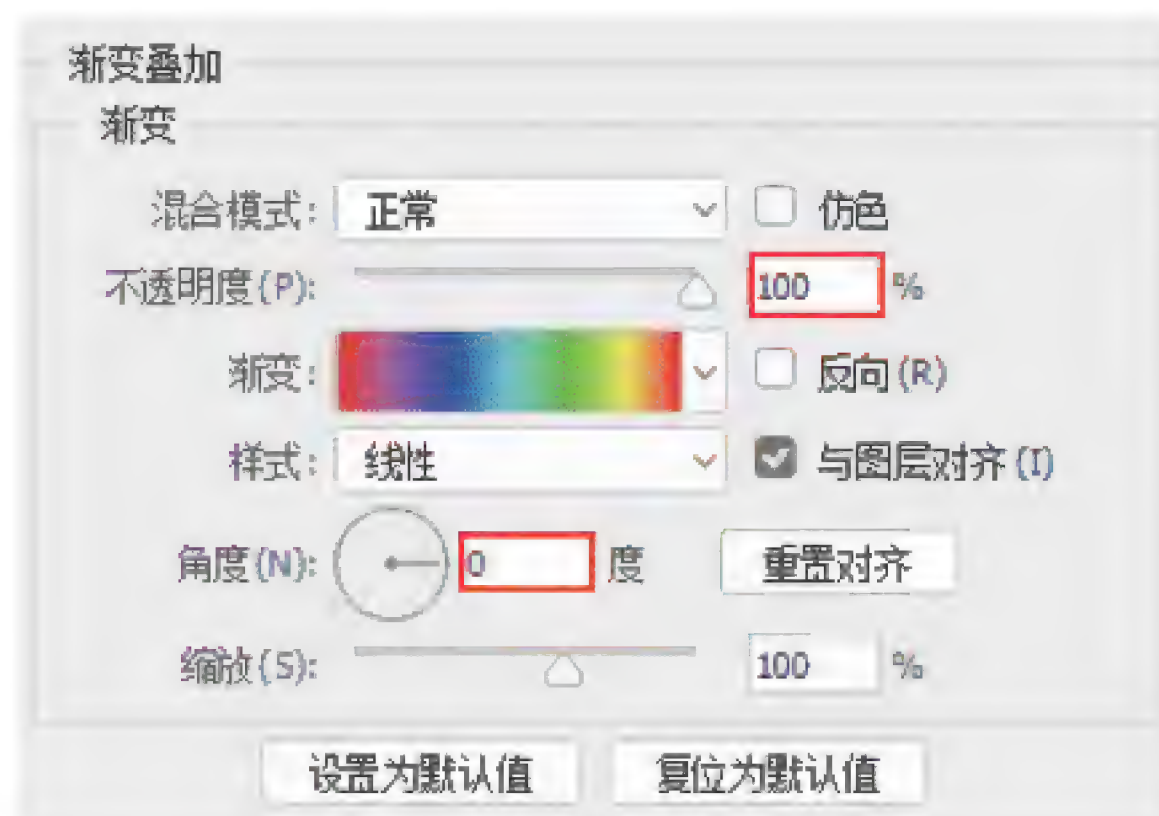 渐变叠加
渐变
混合模式: 正常 仿色
不透明度(P): 100 %
渐变: 反向(R)
样式: 线性 与图层对齐(I)
角度(N): 0 度 重置对齐
缩放(S): 100 %
设置为默认值 复位为默认值